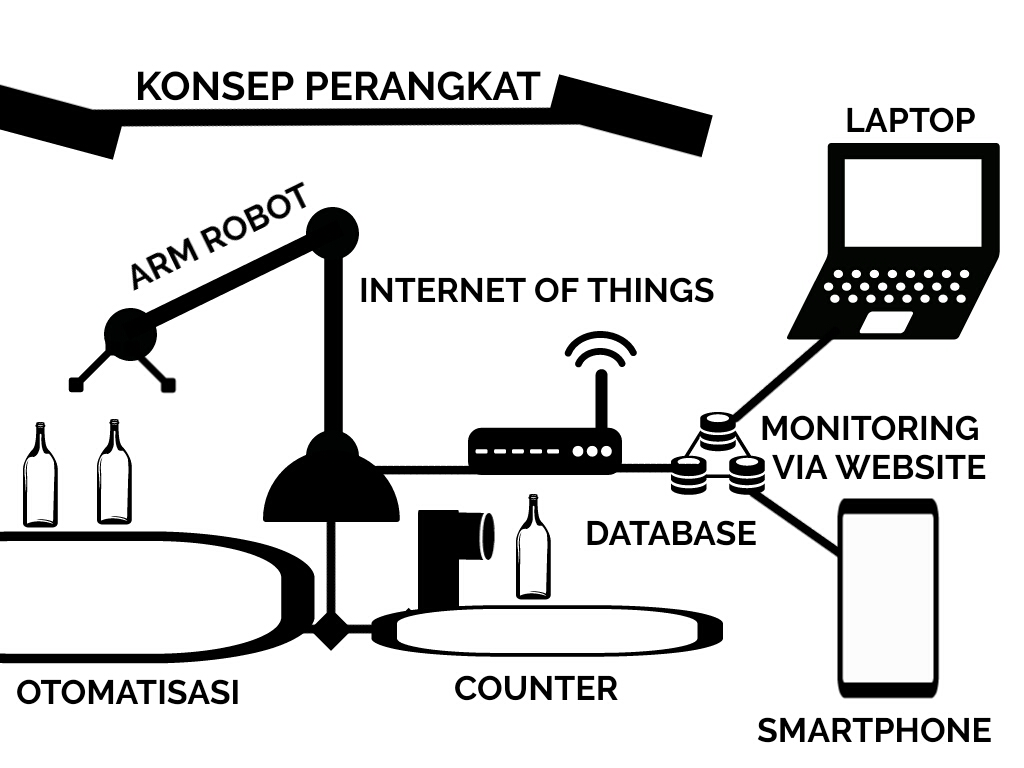 KONSEP PERANGKAT
LAPTOP
ARM ROBOT
INTERNET OF THINGS
MONITORING
VIA WEBSITE
DATABASE
OTOMATISASI
COUNTER
SMARTPHONE